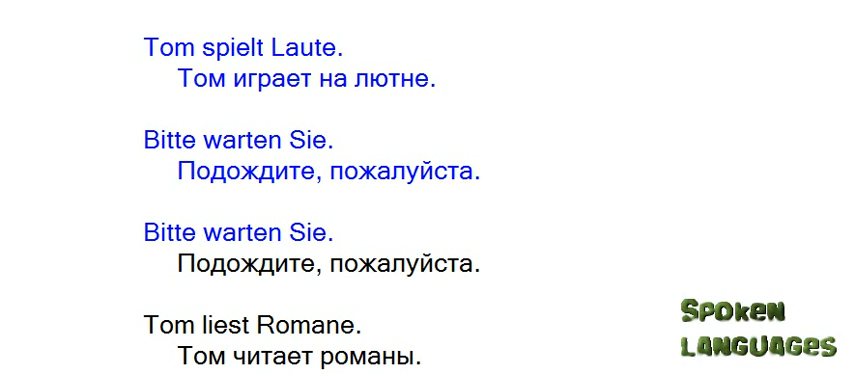 Tom spielt Laute.
Том играет на лютне.
Bitte warten Sie.
Подождите, пожалуйста.
Bitte warten Sie.
Подождите, пожалуйста.
Tom liest Romane.
Том читает романы.
Spoken
Languages